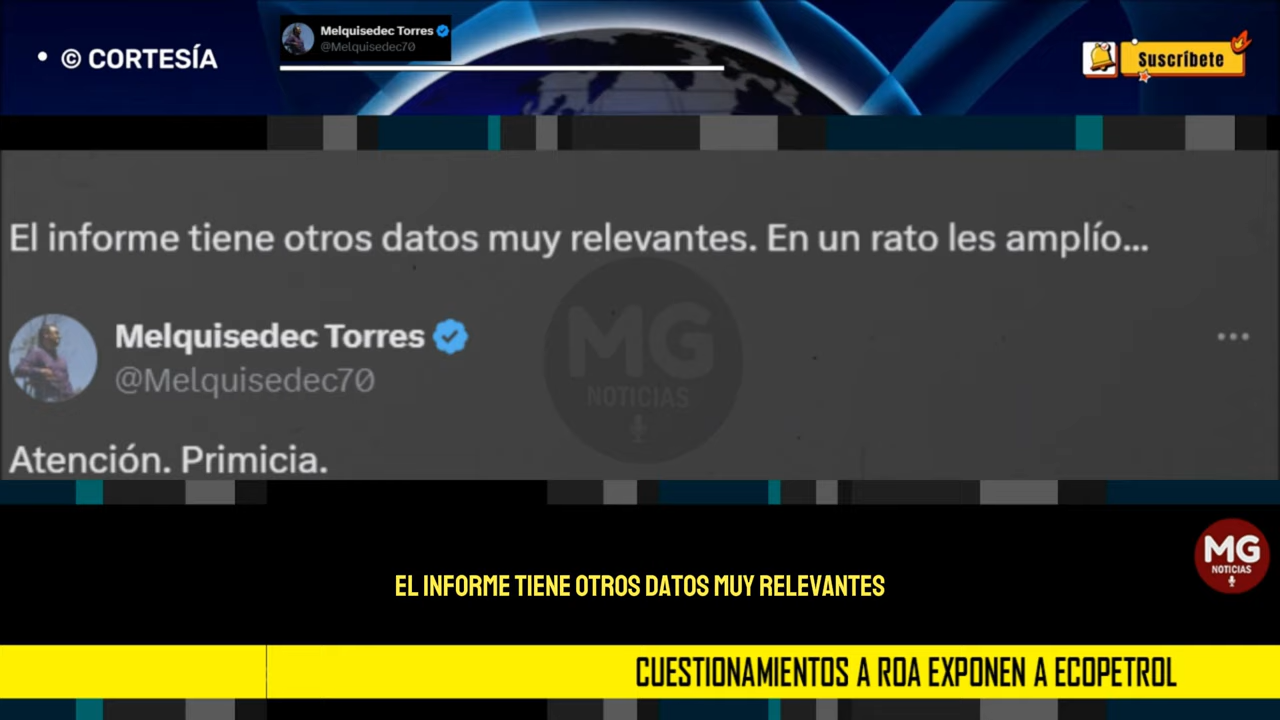 • © CORTESÍA
Melquisedec Torres
@Melquisedec70
Suscríbete
El informe tiene otros datos muy relevantes. En un rato les amplío...
Melquisedec Torres
@Melquisedec70
Atención. Primicia.
MG
NOTICIAS
EL INFORME TIENE OTROS DATOS MUY RELEVANTES
MG
NOTICIAS
CUESTIONAMIENTOS A ROA EXPONEN A ECOPETROL